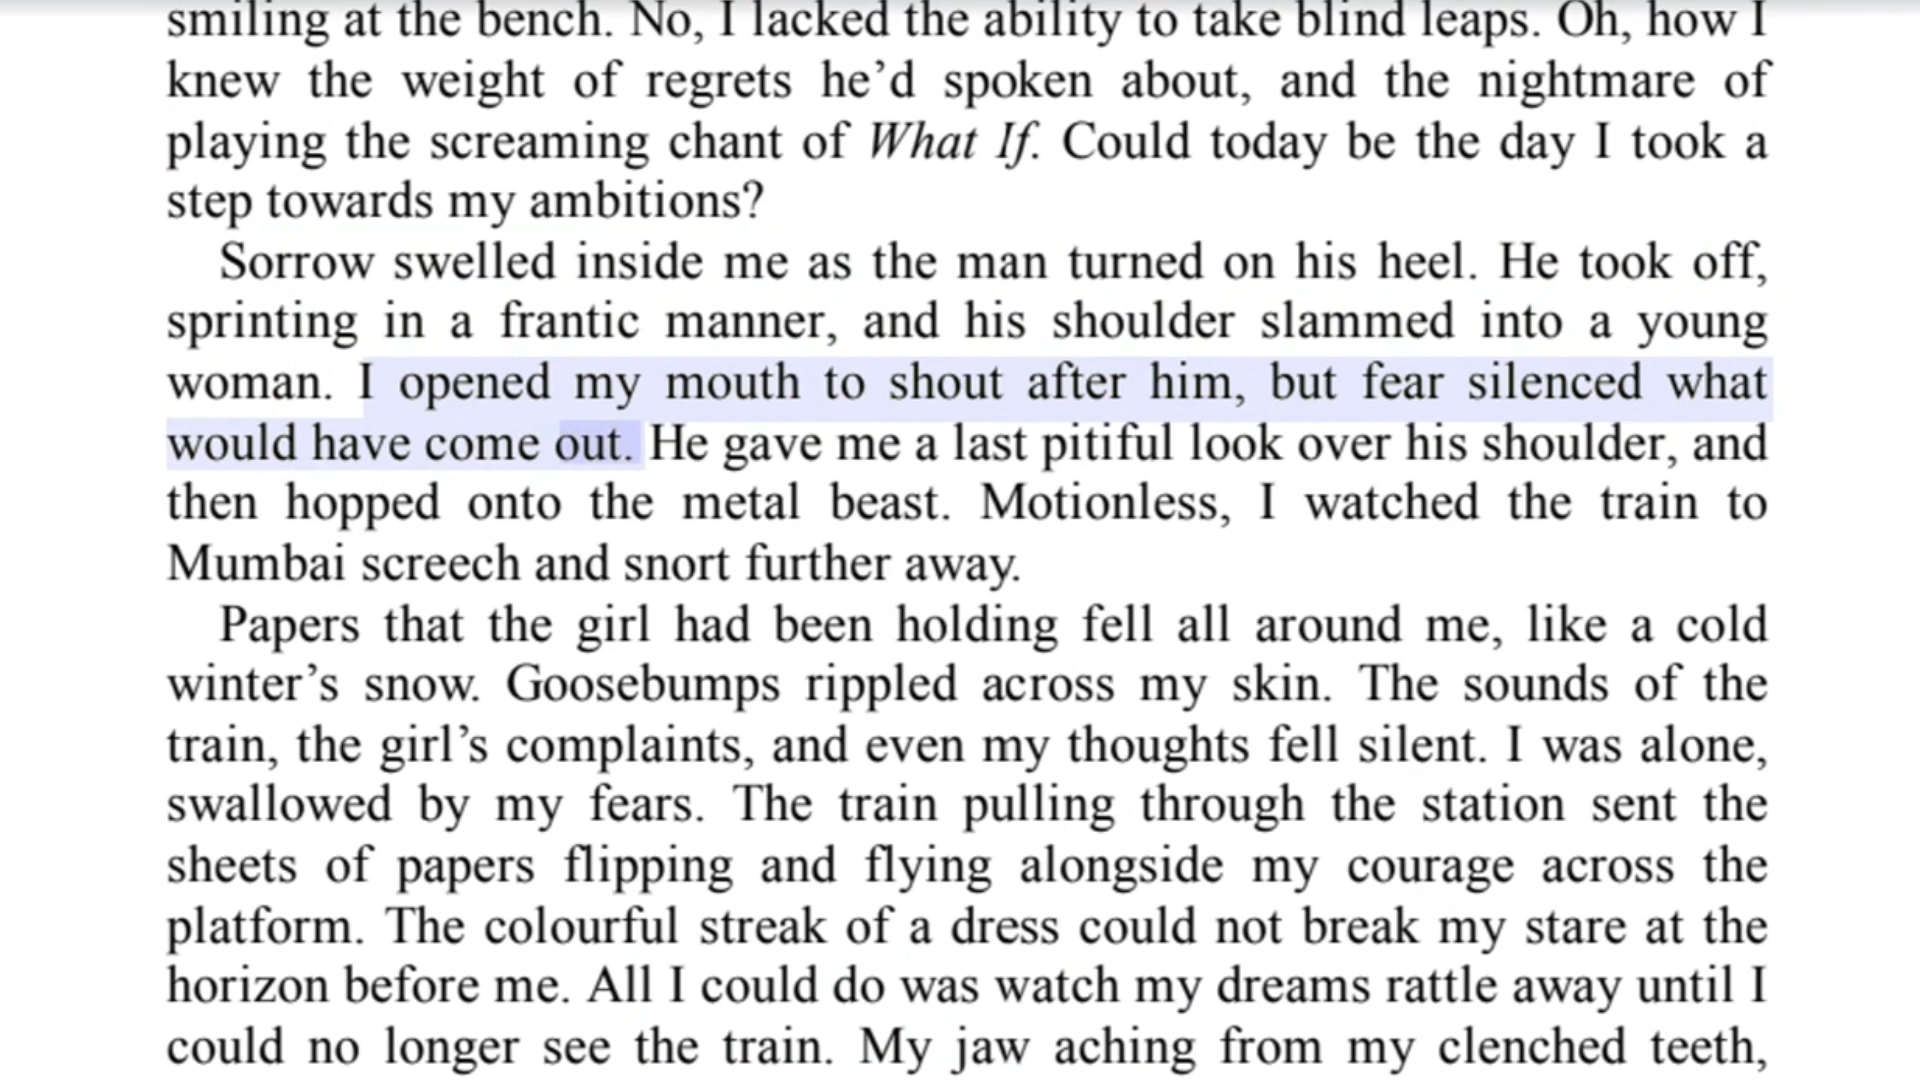 smiling at the bench. No, I lacked the ability to take blind leaps. Oh, how I
knew the weight of regrets he’d spoken about, and the nightmare of
playing the screaming chant of What If. Could today be the day I took a
step towards my ambitions?
Sorrow swelled inside me as the man turned on his heel. He took off,
sprinting in a frantic manner, and his shoulder slammed into a young
woman. I opened my mouth to shout after him, but fear silenced what
would have come out. He gave me a last pitiful look over his shoulder, and
then hopped onto the metal beast. Motionless, I watched the train to
Mumbai screech and snort further away.
Papers that the girl had been holding fell all around me, like a cold
winter’s snow. Goosebumps rippled across my skin. The sounds of the
train, the girl’s complaints, and even my thoughts fell silent. I was alone,
swallowed by my fears. The train pulling through the station sent the
sheets of papers flipping and flying alongside my courage across the
platform. The colourful streak of a dress could not break my stare at the
horizon before me. All I could do was watch my dreams rattle away until I
could no longer see the train. My jaw aching from my clenched teeth,